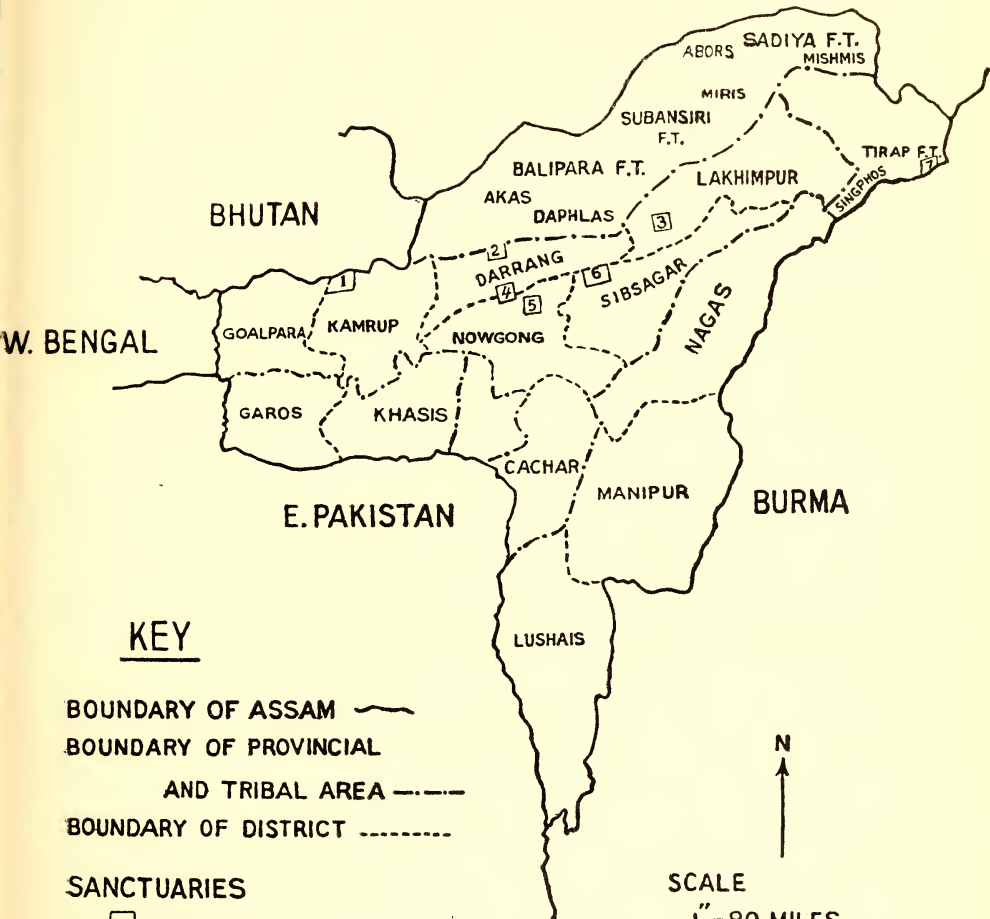 ABORS SADIYA F.T.
MISHMIS
MIRIS
SUBANSIRI
F.T.
TIRAP F.T.
7
BALIPARA F.T.
LAKHIMPUR
SINGPHOS
AKAS
DAPHLAS
BHUTAN
3
2
DARRANG
1
6
SIBSAGAR
4
5
GOALPARA
KAMRUP
NOWGONG
NAGAS
W. BENGAL
GAROS
KHASIS
CACHAR
MANIPUR
BURMA
E. PAKISTAN
LUSHAIS
KEY
BOUNDARY OF ASSAM
BOUNDARY OF PROVINCIAL
AND TRIBAL AREA
BOUNDARY OF DISTRICT
N
SANCTUARIES
SCALE
MILES